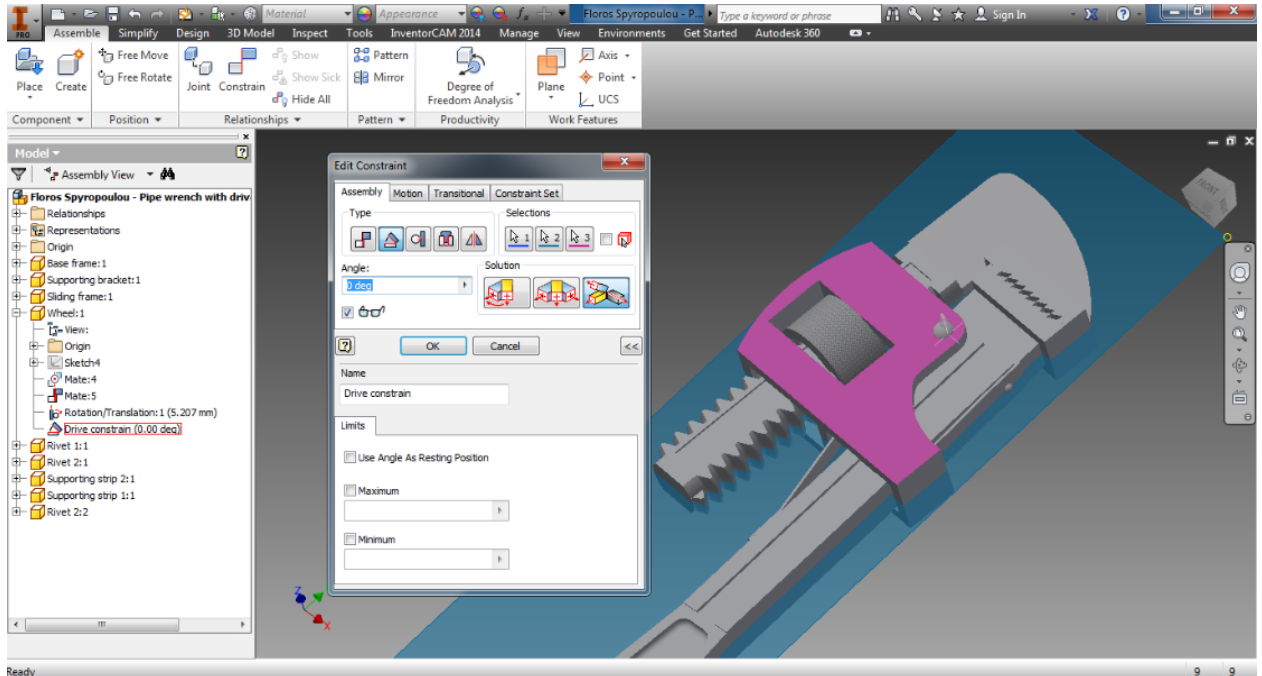 Material
Appearance
Floros Spyropoulou - P...
Type a keyword or phrase
Sign In
PRO
Assemble Simplify Design 3D Model Inspect Tools InventorCAM 2014 Manage View Environments Get Started Autodesk 360
Place
Create
Free Move
Free Rotate
Joint Constrain
Show
Show Sick
Hide All
Pattern
Mirror
Degree of
Freedom Analysis
Plane
Axis
Point
UCS
Component Position Relationships Pattern Productivity Work Features
Model
Assembly View
Floros Spyropoulou - Pipe wrench with driv
Relationships
Representations
Origin
Base frame:1
Supporting bracket:1
Sliding frame:1
Wheel:1
View:
Origin
Sketch4
Mate:4
Mate:5
Rotation/Translation:1 (5.207 mm)
Drive constrain (0.00 deg)
Rivet 1:1
Rivet 2:1
Supporting strip 2:1
Supporting strip 1:1
Rivet 2:2
Edit Constraint
Assembly Motion Transitional Constraint Set
Type
Selections
1 2 3
Angle:
0 deg
Solution
OK Cancel <<
Name
Drive constrain
Limits
Use Angle As Resting Position
Maximum
Minimum
FRONT
Z
X
Ready
9 9